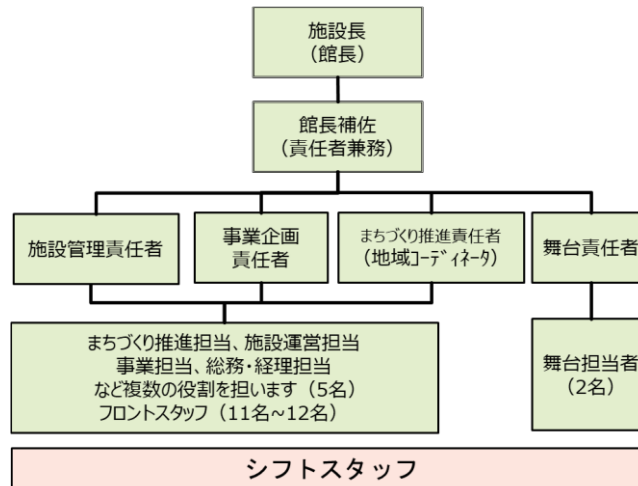 施設長
(館長)
館長補佐
(責任者兼務)
施設管理責任者
事業企画
責任者
まちづくり推進責任者
(地域ｺｰﾃﾞｨﾈｰﾀ)
舞台責任者
まちづくり推進担当、施設運営担当
事業担当、総務・経理担当
など複数の役割を担います（5名）
フロントスタッフ（11名~12名）
舞台担当者
（2名）
シフトスタッフ